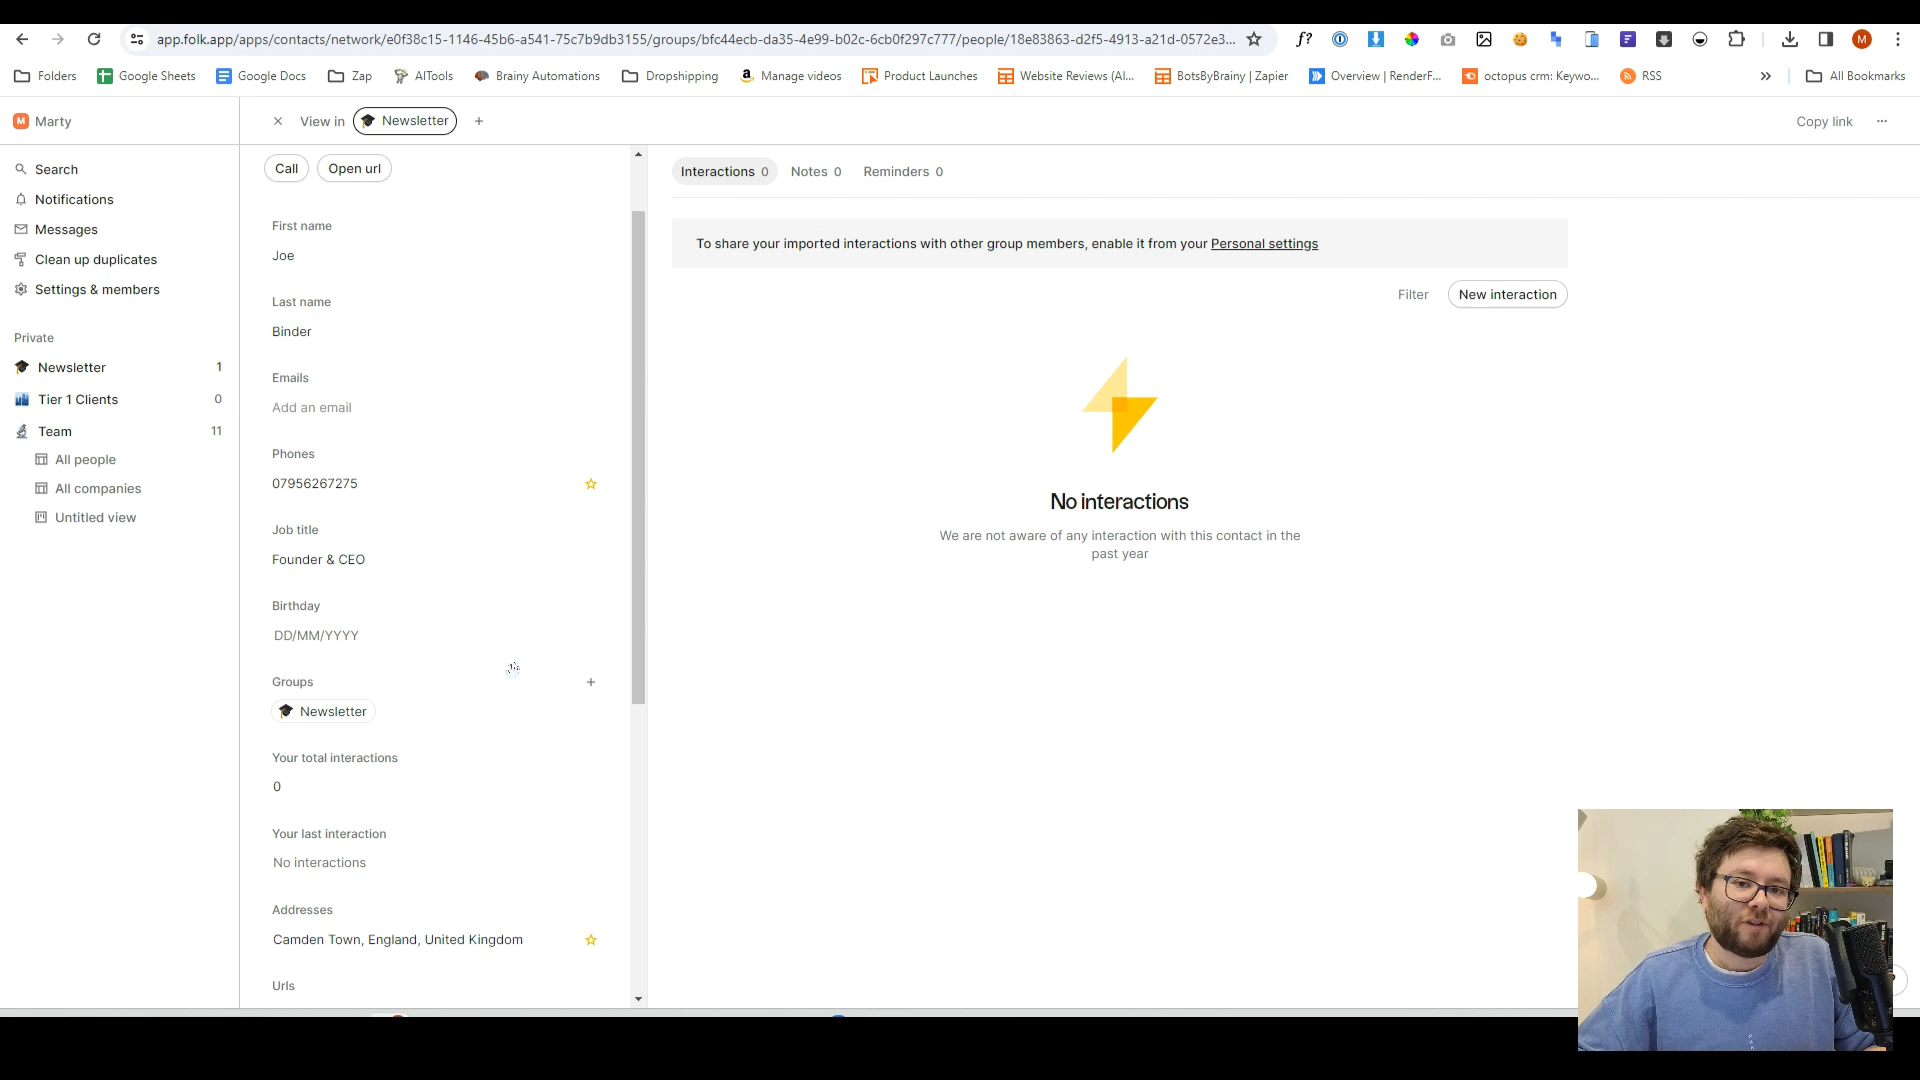 app.folk.app/apps/contacts/network/e0f38c15-1146-45b6-a541-75c7b9db3155/groups/bfc44ecb-da35-4e99-b02c-6cb0f297c777/people/18e83863-d2f5-4913-a21d-0572e3...
f?
M
Folders
Google Sheets
Google Docs
Zap
AITools
Brainy Automations
Dropshipping
Manage videos
Product Launches
Website Reviews (Al...
BotsByBrainy | Zapier
Overview | RenderF...
octopus crm: Keywo...
RSS
»
All Bookmarks
M Marty
View in
Newsletter
+
Copy link
...
Search
Notifications
Messages
Clean up duplicates
Settings & members
Private
Newsletter 1
Tier 1 Clients 0
Team 11
All people
All companies
Untitled view
Call
Open url
First name
Joe
Last name
Binder
Emails
Add an email
Phones
07956267275
Job title
Founder & CEO
Birthday
DD/MM/YYYY
Groups
+
Newsletter
Your total interactions
0
Your last interaction
No interactions
Addresses
Camden Town, England, United Kingdom
Urls
Interactions 0
Notes 0
Reminders 0
To share your imported interactions with other group members, enable it from your Personal settings
Filter
New interaction
No interactions
We are not aware of any interaction with this contact in the
past year